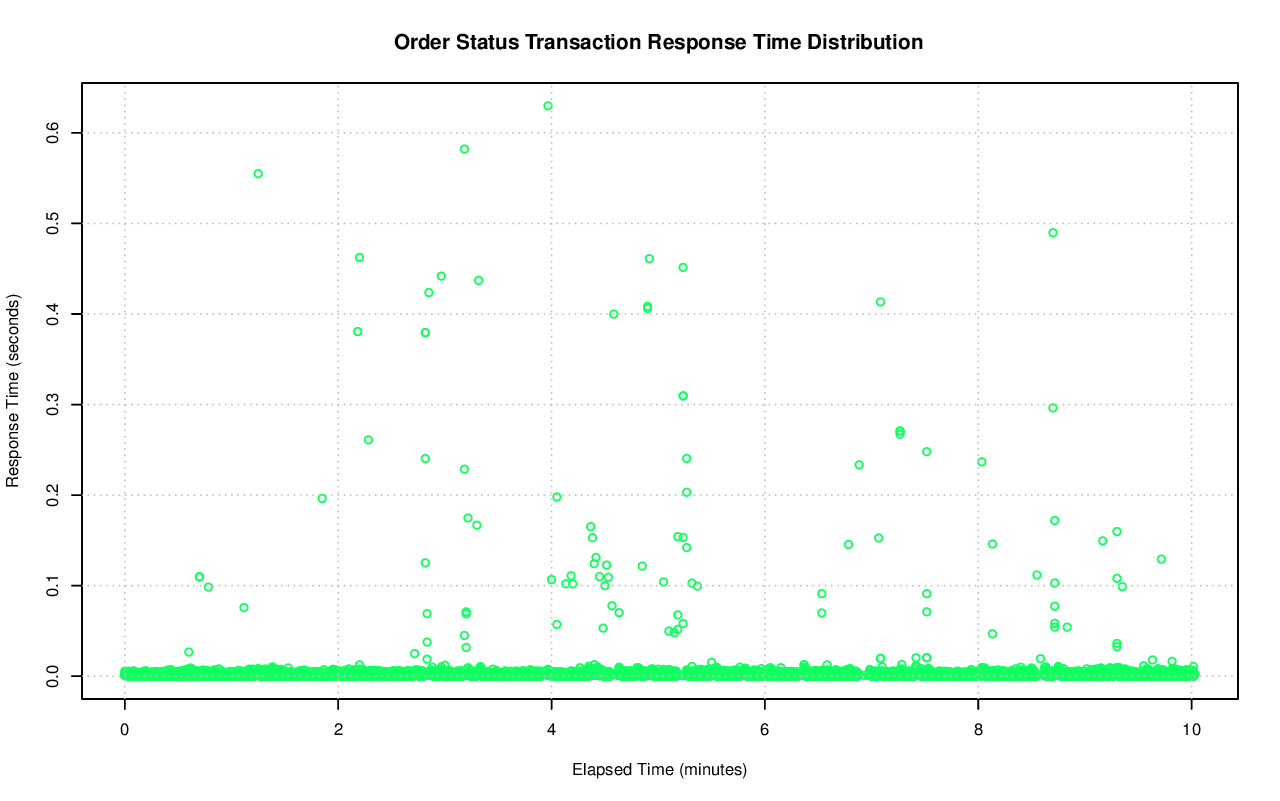 Order Status Transaction Response Time Distribution
Response Time (seconds)
0.6
0.5
0.4
0.3
0.2
0.1
0.0
0 2 4 6 8 10
Elapsed Time (minutes)